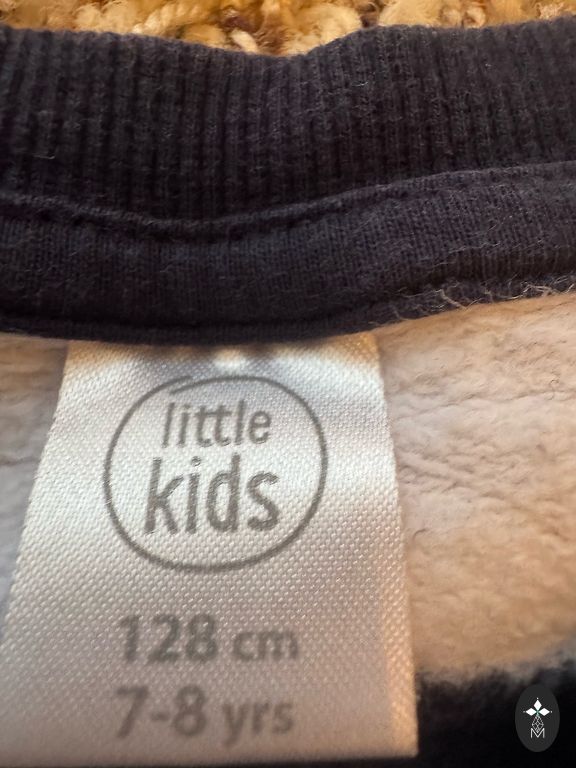 little
kids
128 cm
7-8 yrs
M